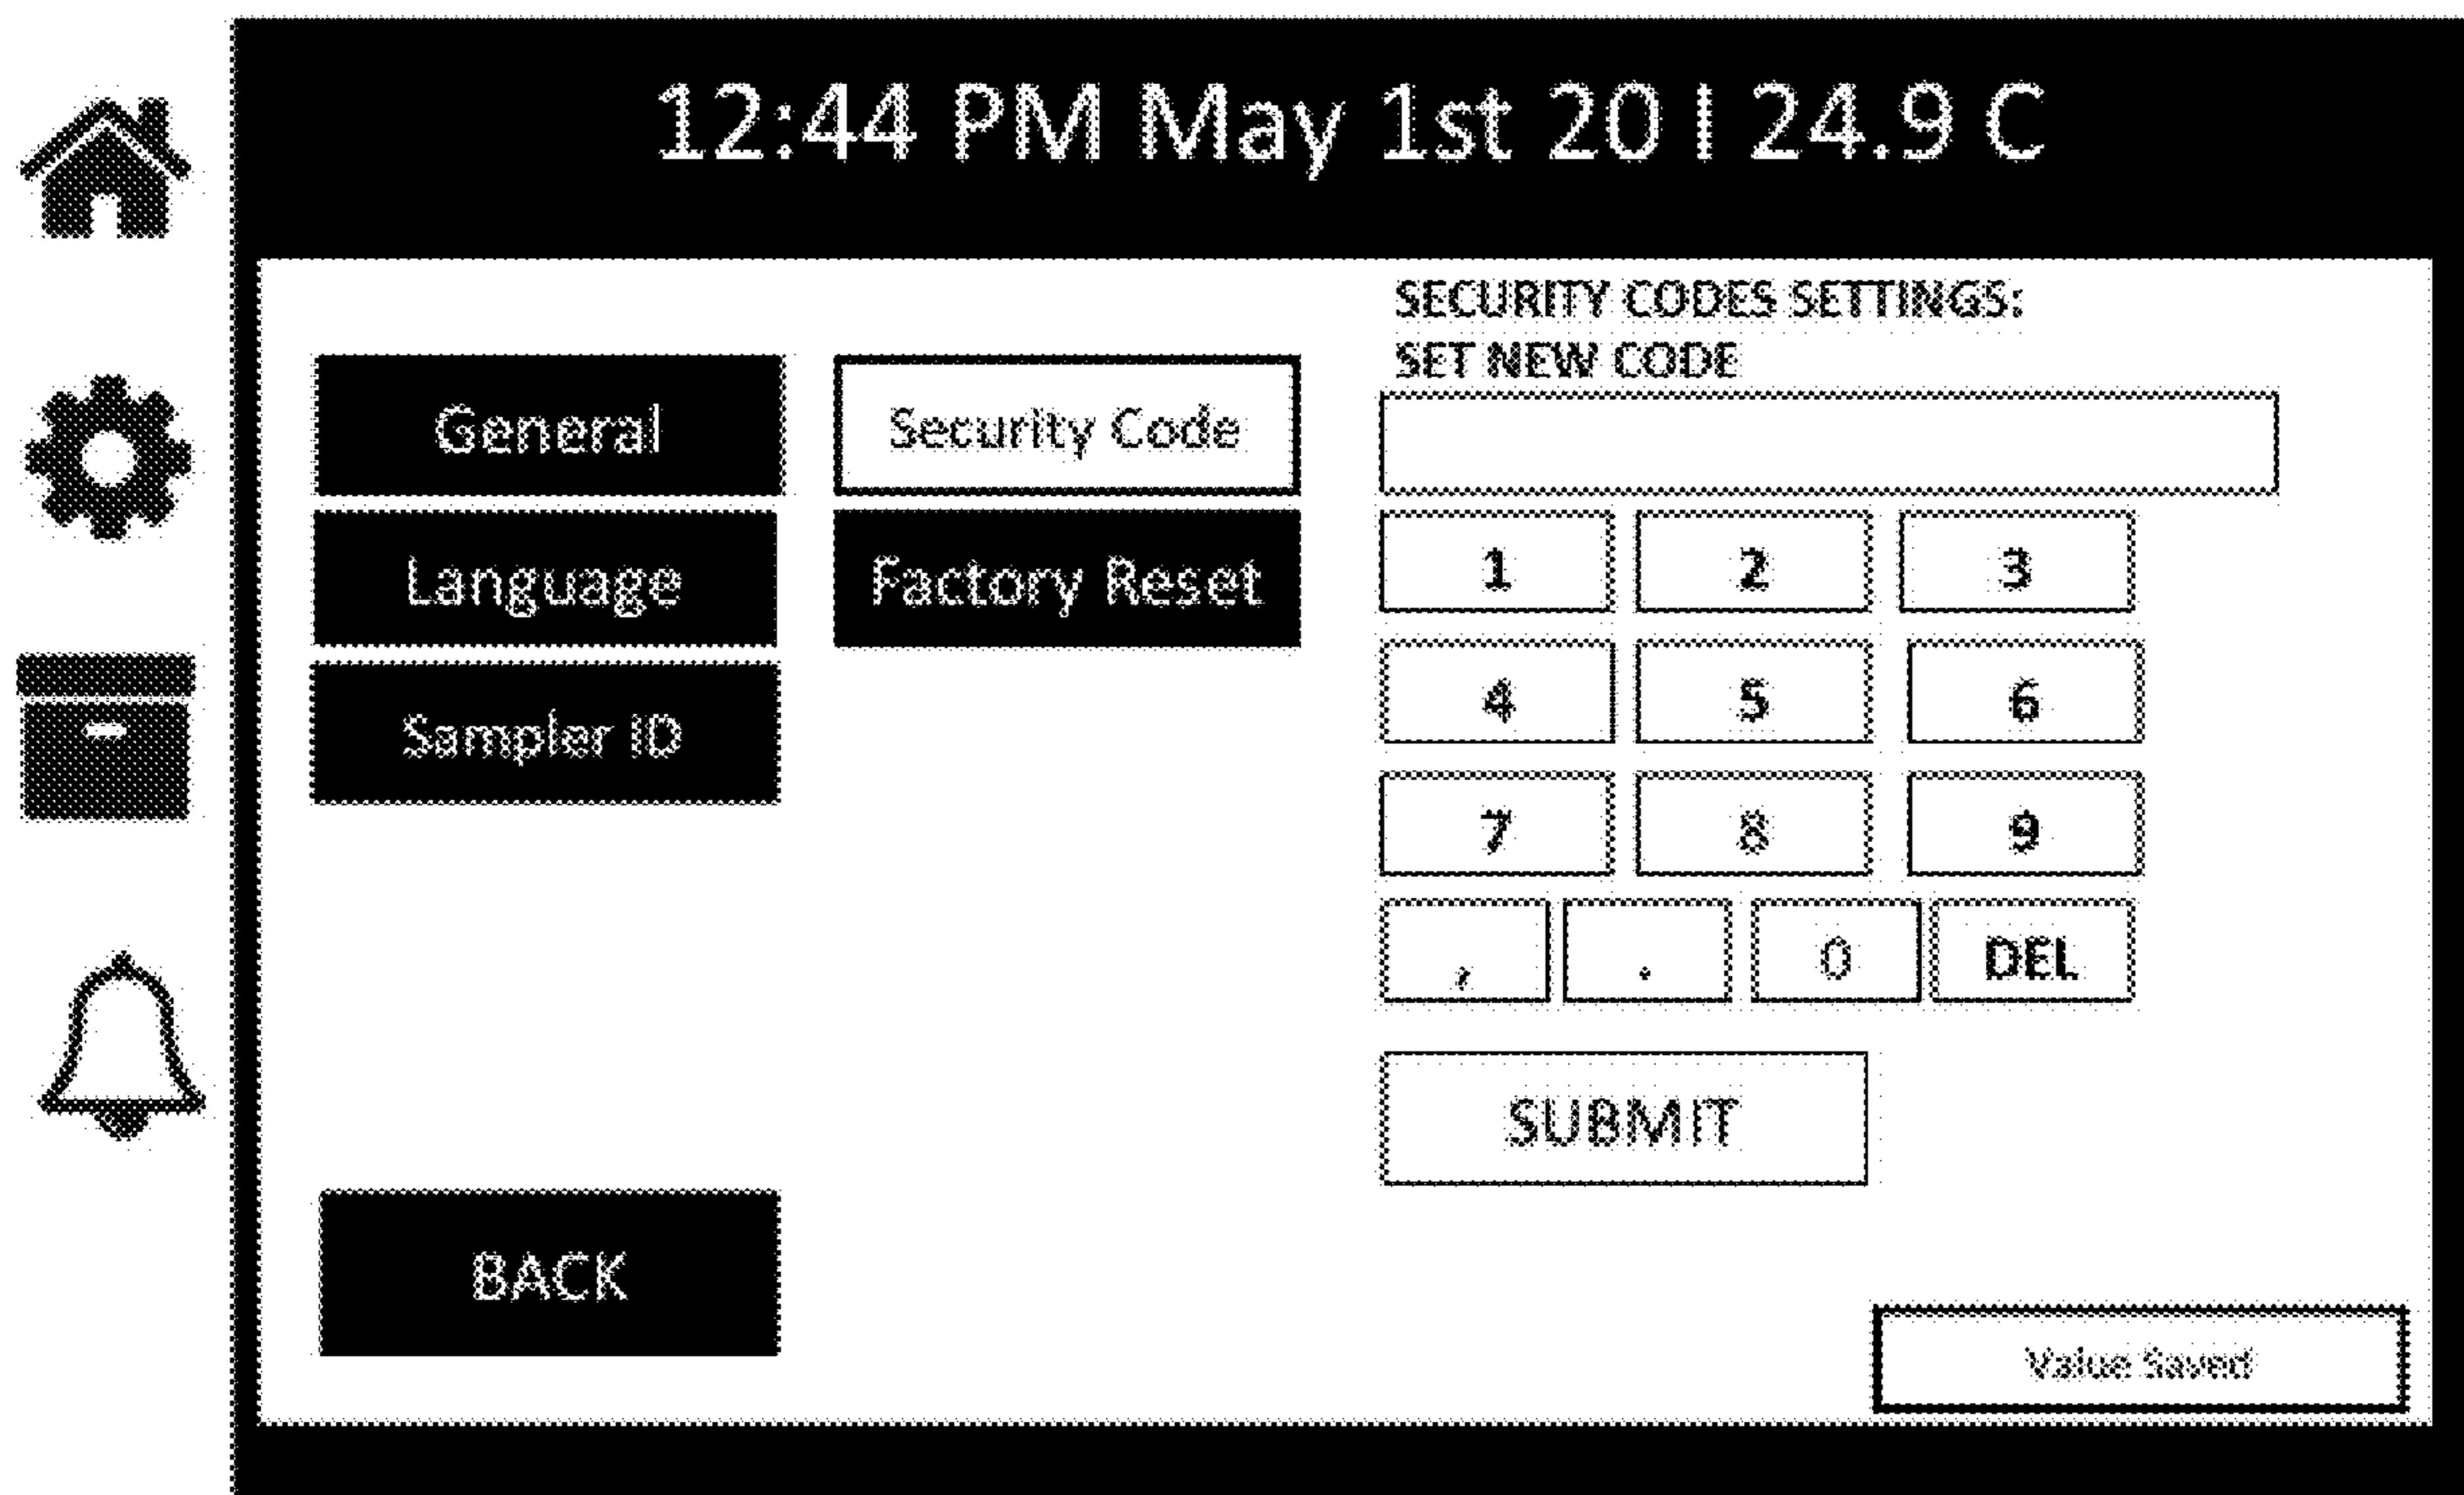 12:44 PM May 1st 20 I 24.9 C
General
Language
Sampler ID
BACK
Security Code
Factory Reset
SECURITY CODES SETTINGS:
SET NEW CODE
1 2 3
4 5 6
7 8 9
, . 0 DEL
SUBMIT
Value Saved